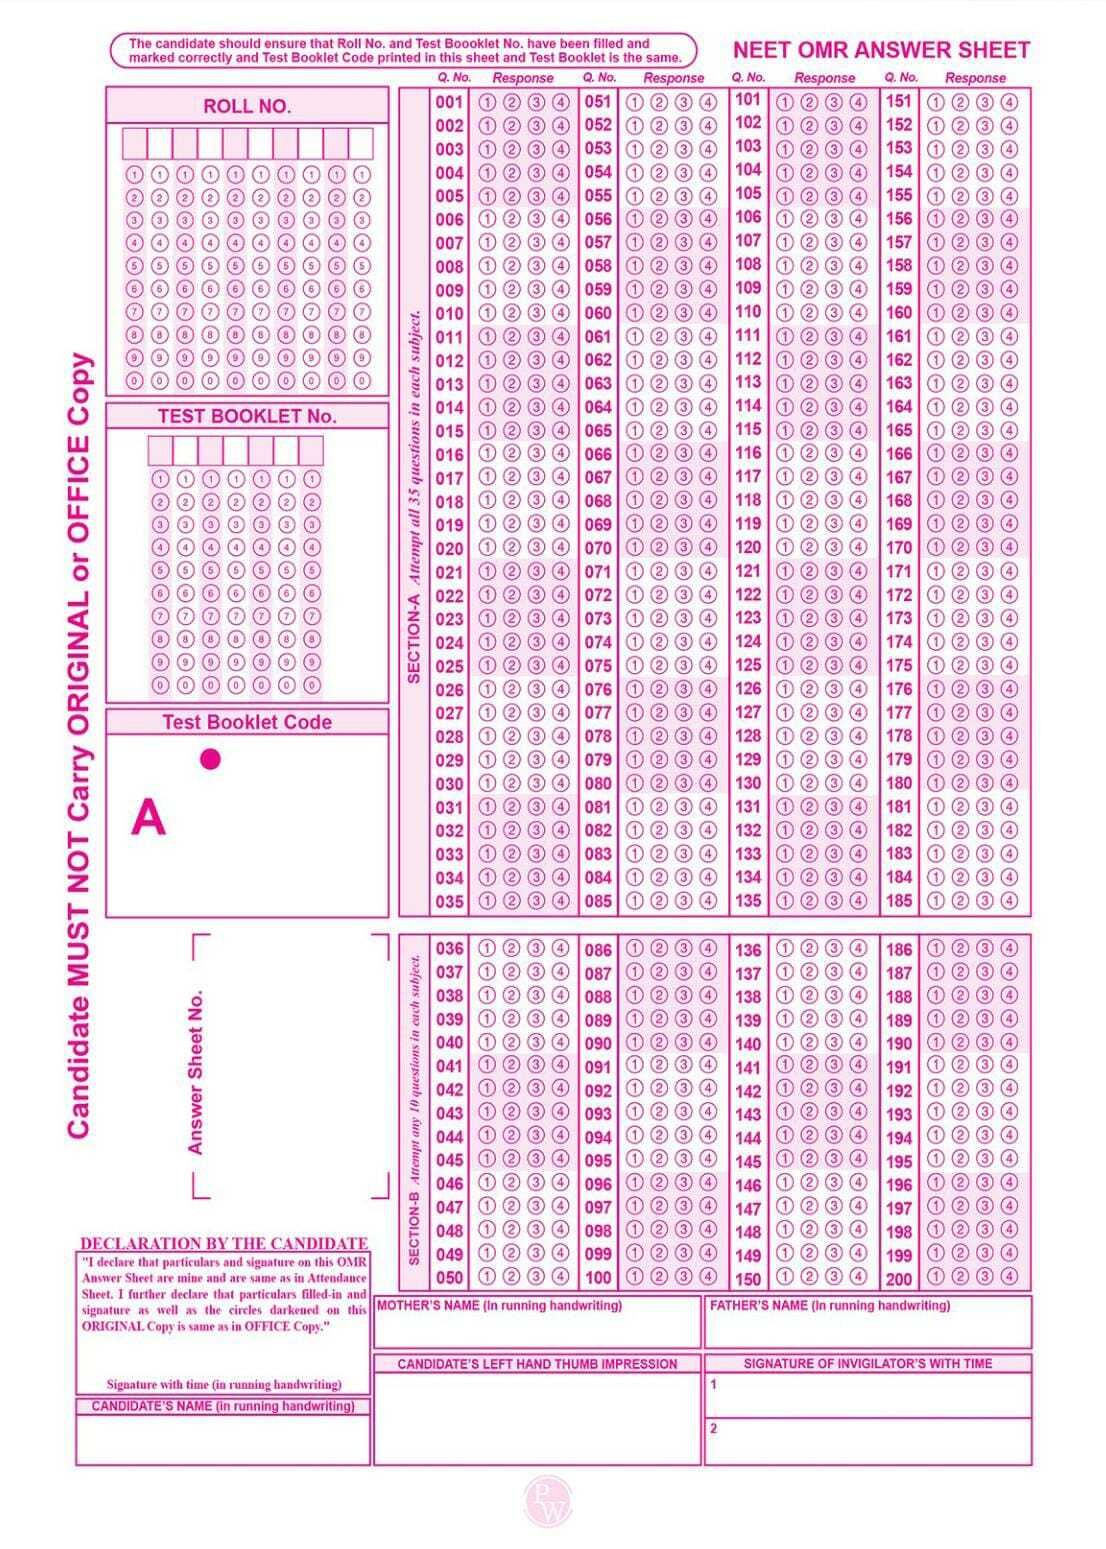 The candidate should ensure that Roll No. and Test Boooklet No. have been filled and
marked correctly and Test Booklet Code printed in this sheet and Test Booklet is the same.
NEET OMR ANSWER SHEET
Candidate MUST NOT Carry ORIGINAL or OFFICE Copy
ROLL NO.
1 1 1 1 1 1 1 1 1 1
2 2 2 2 2 2 2 2 2 2
3 3 3 3 3 3 3 3 3 3
4 4 4 4 4 4 4 4 4 4
5 5 5 5 5 5 5 5 5 5
6 6 6 6 6 6 6 6 6 6
7 7 7 7 7 7 7 7 7 7
8 8 8 8 8 8 8 8 8 8
9 9 9 9 9 9 9 9 9 9
0 0 0 0 0 0 0 0 0 0
TEST BOOKLET No.
1 1 1 1 1 1 1
2 2 2 2 2 2 2
3 3 3 3 3 3 3
4 4 4 4 4 4 4
5 5 5 5 5 5 5
6 6 6 6 6 6 6
7 7 7 7 7 7 7
8 8 8 8 8 8 8
9 9 9 9 9 9 9
0 0 0 0 0 0 0
Test Booklet Code
A
Answer Sheet No.
Q. No. Response Q. No. Response Q. No. Response Q. No. Response
SECTION-A Attempt all 35 questions in each subject.
001 1 2 3 4 051 1 2 3 4 101 1 2 3 4 151 1 2 3 4
002 1 2 3 4 052 1 2 3 4 102 1 2 3 4 152 1 2 3 4
003 1 2 3 4 053 1 2 3 4 103 1 2 3 4 153 1 2 3 4
004 1 2 3 4 054 1 2 3 4 104 1 2 3 4 154 1 2 3 4
005 1 2 3 4 055 1 2 3 4 105 1 2 3 4 155 1 2 3 4
006 1 2 3 4 056 1 2 3 4 106 1 2 3 4 156 1 2 3 4
007 1 2 3 4 057 1 2 3 4 107 1 2 3 4 157 1 2 3 4
008 1 2 3 4 058 1 2 3 4 108 1 2 3 4 158 1 2 3 4
009 1 2 3 4 059 1 2 3 4 109 1 2 3 4 159 1 2 3 4
010 1 2 3 4 060 1 2 3 4 110 1 2 3 4 160 1 2 3 4
011 1 2 3 4 061 1 2 3 4 111 1 2 3 4 161 1 2 3 4
012 1 2 3 4 062 1 2 3 4 112 1 2 3 4 162 1 2 3 4
013 1 2 3 4 063 1 2 3 4 113 1 2 3 4 163 1 2 3 4
014 1 2 3 4 064 1 2 3 4 114 1 2 3 4 164 1 2 3 4
015 1 2 3 4 065 1 2 3 4 115 1 2 3 4 165 1 2 3 4
016 1 2 3 4 066 1 2 3 4 116 1 2 3 4 166 1 2 3 4
017 1 2 3 4 067 1 2 3 4 117 1 2 3 4 167 1 2 3 4
018 1 2 3 4 068 1 2 3 4 118 1 2 3 4 168 1 2 3 4
019 1 2 3 4 069 1 2 3 4 119 1 2 3 4 169 1 2 3 4
020 1 2 3 4 070 1 2 3 4 120 1 2 3 4 170 1 2 3 4
021 1 2 3 4 071 1 2 3 4 121 1 2 3 4 171 1 2 3 4
022 1 2 3 4 072 1 2 3 4 122 1 2 3 4 172 1 2 3 4
023 1 2 3 4 073 1 2 3 4 123 1 2 3 4 173 1 2 3 4
024 1 2 3 4 074 1 2 3 4 124 1 2 3 4 174 1 2 3 4
025 1 2 3 4 075 1 2 3 4 125 1 2 3 4 175 1 2 3 4
026 1 2 3 4 076 1 2 3 4 126 1 2 3 4 176 1 2 3 4
027 1 2 3 4 077 1 2 3 4 127 1 2 3 4 177 1 2 3 4
028 1 2 3 4 078 1 2 3 4 128 1 2 3 4 178 1 2 3 4
029 1 2 3 4 079 1 2 3 4 129 1 2 3 4 179 1 2 3 4
030 1 2 3 4 080 1 2 3 4 130 1 2 3 4 180 1 2 3 4
031 1 2 3 4 081 1 2 3 4 131 1 2 3 4 181 1 2 3 4
032 1 2 3 4 082 1 2 3 4 132 1 2 3 4 182 1 2 3 4
033 1 2 3 4 083 1 2 3 4 133 1 2 3 4 183 1 2 3 4
034 1 2 3 4 084 1 2 3 4 134 1 2 3 4 184 1 2 3 4
035 1 2 3 4 085 1 2 3 4 135 1 2 3 4 185 1 2 3 4
SECTION-B Attempt any 10 questions in each subject.
036 1 2 3 4 086 1 2 3 4 136 1 2 3 4 186 1 2 3 4
037 1 2 3 4 087 1 2 3 4 137 1 2 3 4 187 1 2 3 4
038 1 2 3 4 088 1 2 3 4 138 1 2 3 4 188 1 2 3 4
039 1 2 3 4 089 1 2 3 4 139 1 2 3 4 189 1 2 3 4
040 1 2 3 4 090 1 2 3 4 140 1 2 3 4 190 1 2 3 4
041 1 2 3 4 091 1 2 3 4 141 1 2 3 4 191 1 2 3 4
042 1 2 3 4 092 1 2 3 4 142 1 2 3 4 192 1 2 3 4
043 1 2 3 4 093 1 2 3 4 143 1 2 3 4 193 1 2 3 4
044 1 2 3 4 094 1 2 3 4 144 1 2 3 4 194 1 2 3 4
045 1 2 3 4 095 1 2 3 4 145 1 2 3 4 195 1 2 3 4
046 1 2 3 4 096 1 2 3 4 146 1 2 3 4 196 1 2 3 4
047 1 2 3 4 097 1 2 3 4 147 1 2 3 4 197 1 2 3 4
048 1 2 3 4 098 1 2 3 4 148 1 2 3 4 198 1 2 3 4
049 1 2 3 4 099 1 2 3 4 149 1 2 3 4 199 1 2 3 4
050 1 2 3 4 100 1 2 3 4 150 1 2 3 4 200 1 2 3 4
DECLARATION BY THE CANDIDATE
"I declare that particulars and signature on this OMR
Answer Sheet are mine and are same as in Attendance
Sheet. I further declare that particulars filled-in and
signature as well as the circles darkened on this
ORIGINAL Copy is same as in OFFICE Copy."
Signature with time (in running handwriting)
CANDIDATE'S NAME (in running handwriting)
MOTHER'S NAME (In running handwriting)
FATHER'S NAME (In running handwriting)
CANDIDATE'S LEFT HAND THUMB IMPRESSION
SIGNATURE OF INVIGILATOR'S WITH TIME
1
2
PW